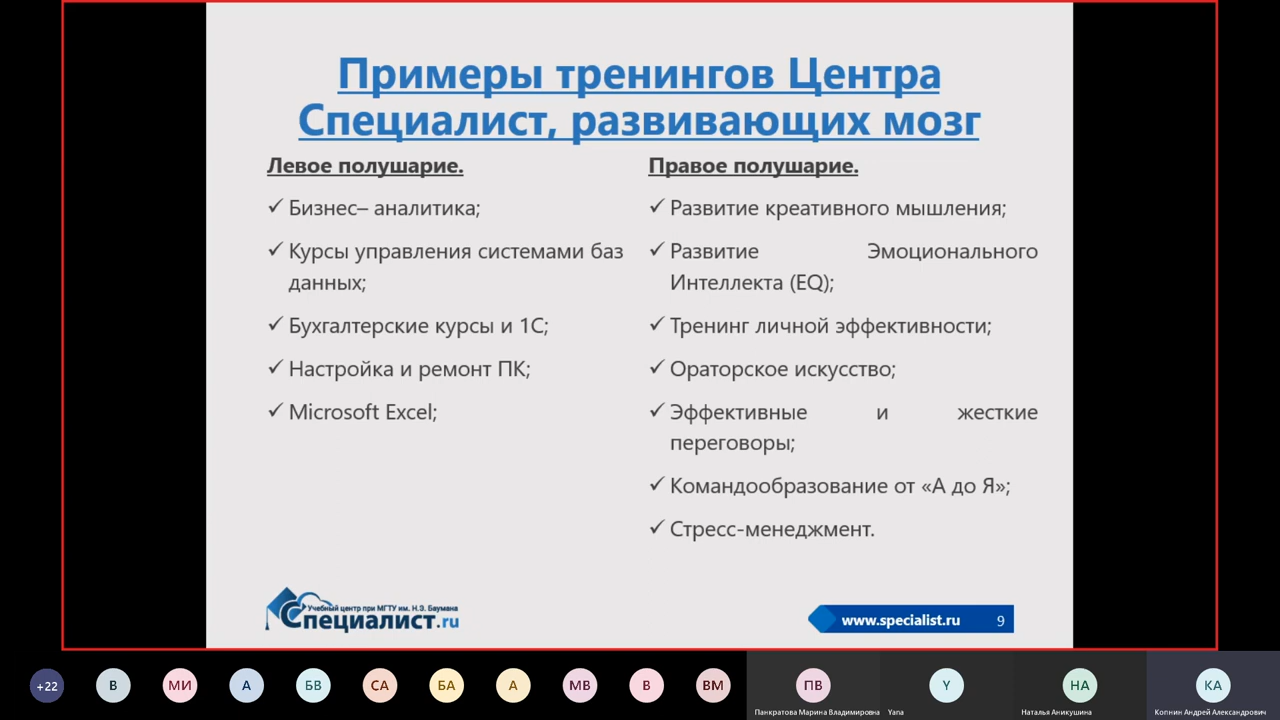 Примеры тренингов Центра
Специалист, развивающих мозг
Левое полушарие.
Бизнес– аналитика;
Курсы управления системами баз
данных;
Бухгалтерские курсы и 1С;
Настройка и ремонт ПК;
Microsoft Excel;
Правое полушарие.
Развитие креативного мышления;
Развитие Эмоционального
Интеллекта (EQ);
Тренинг личной эффективности;
Ораторское искусство;
Эффективные и жесткие
переговоры;
Командообразование от «А до Я»;
Стресс-менеджмент.
Учебный центр при МГТУ им. Н.Э. Баумана
Специалист.ru
www.specialist.ru 9
+22 В МИ А БВ СА БА А МВ В ВМ ПВ Y НА КА
Панкратова Марина Владимировна Yana Наталья Аникушина Копнин Андрей Александрович